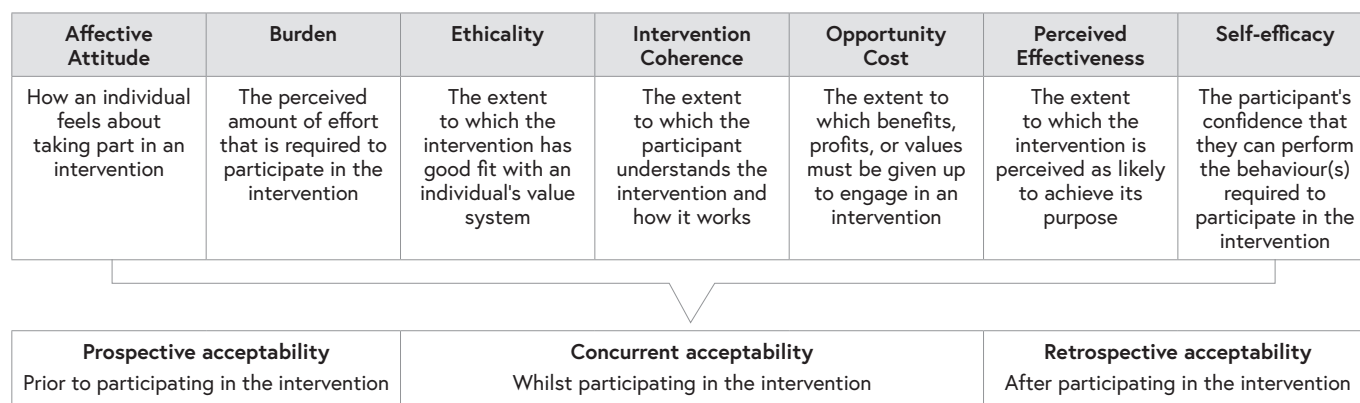 Affective
Attitude
Burden
Ethicality
Intervention
Coherence
Opportunity
Cost
Perceived
Effectiveness
Self-efficacy
How an individual
feels about
taking part in an
intervention
The perceived
amount of effort
that is required to
participate in the
intervention
The extent
to which the
intervention has
good fit with an
individual's value
system
The extent
to which the
participant
understands the
intervention and
how it works
The extent to
which benefits,
profits, or values
must be given up
to engage in an
intervention
The extent
to which the
intervention is
perceived as likely
to achieve its
purpose
The participant's
confidence that
they can perform
the behaviour(s)
required to
participate in the
intervention
Prospective acceptability
Prior to participating in the intervention
Concurrent acceptability
Whilst participating in the intervention
Retrospective acceptability
After participating in the intervention